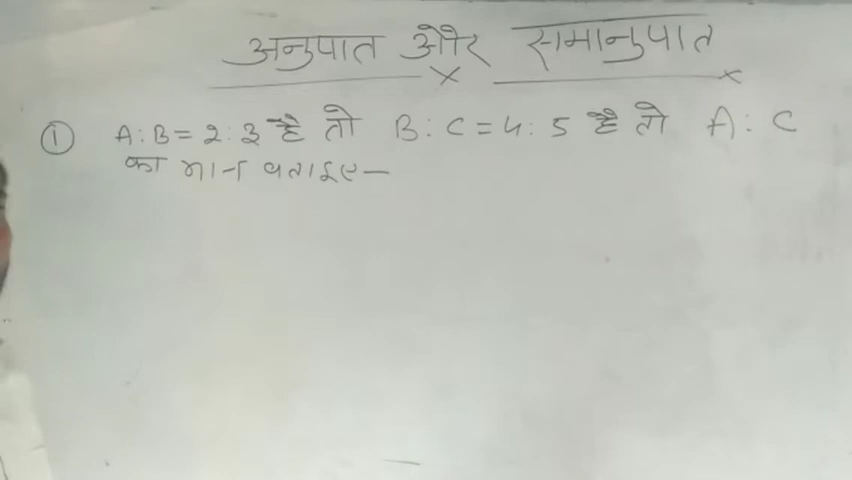 अनुपात और समानुपात
① A:B=2:3 है तो B:C=4:5 है तो A:C
का मान बताइए—